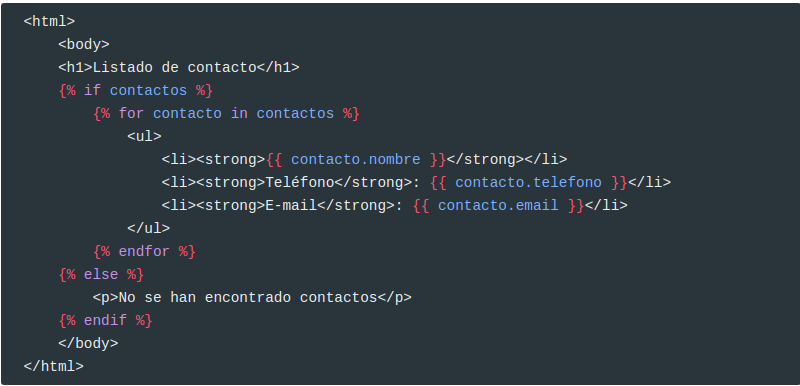 <html>
    <body>
    <h1>Listado de contacto</h1>
    {% if contactos %}
        {% for contacto in contactos %}
            <ul>
                <li><strong>{{ contacto.nombre }}</strong></li>
                <li><strong>Teléfono</strong>: {{ contacto.telefono }}</li>
                <li><strong>E-mail</strong>: {{ contacto.email }}</li>
            </ul>
        {% endfor %}
    {% else %}
        <p>No se han encontrado contactos</p>
    {% endif %}
    </body>
</html>